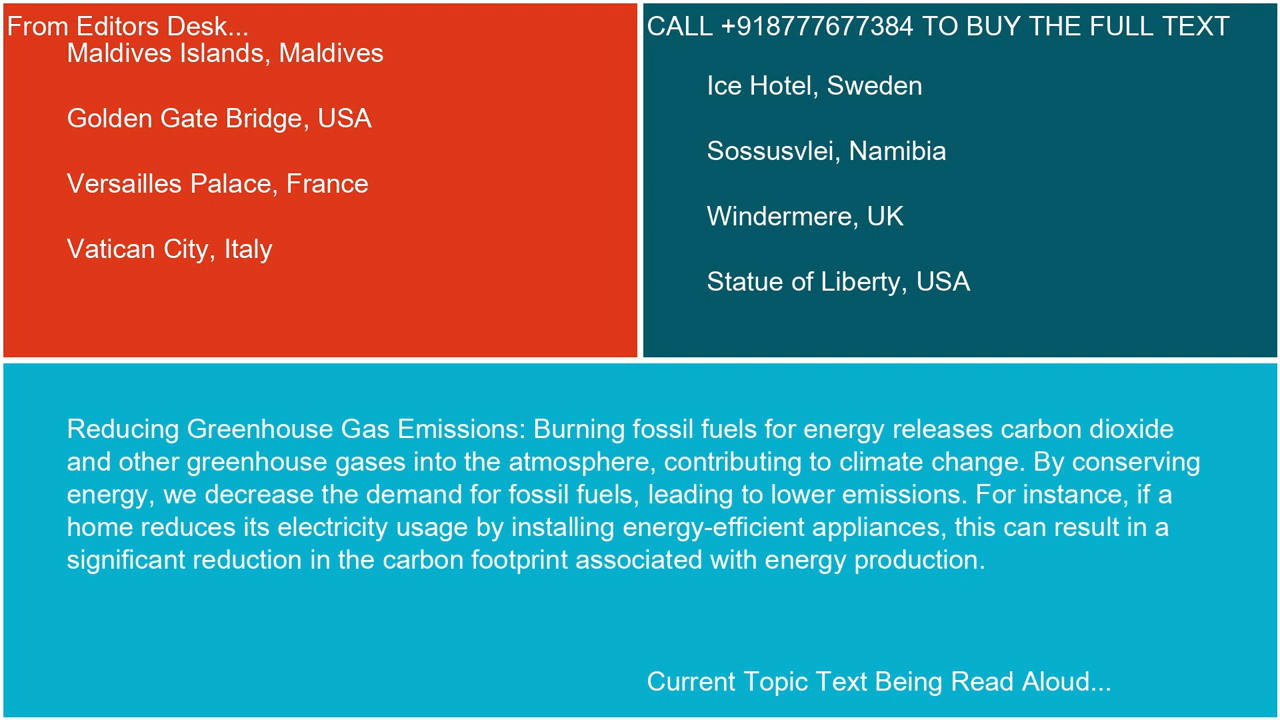 From Editors Desk...
Maldives Islands, Maldives
Golden Gate Bridge, USA
Versailles Palace, France
Vatican City, Italy
CALL +918777677384 TO BUY THE FULL TEXT
Ice Hotel, Sweden
Sossusvlei, Namibia
Windermere, UK
Statue of Liberty, USA
Reducing Greenhouse Gas Emissions: Burning fossil fuels for energy releases carbon dioxide
and other greenhouse gases into the atmosphere, contributing to climate change. By conserving
energy, we decrease the demand for fossil fuels, leading to lower emissions. For instance, if a
home reduces its electricity usage by installing energy-efficient appliances, this can result in a
significant reduction in the carbon footprint associated with energy production.
Current Topic Text Being Read Aloud...